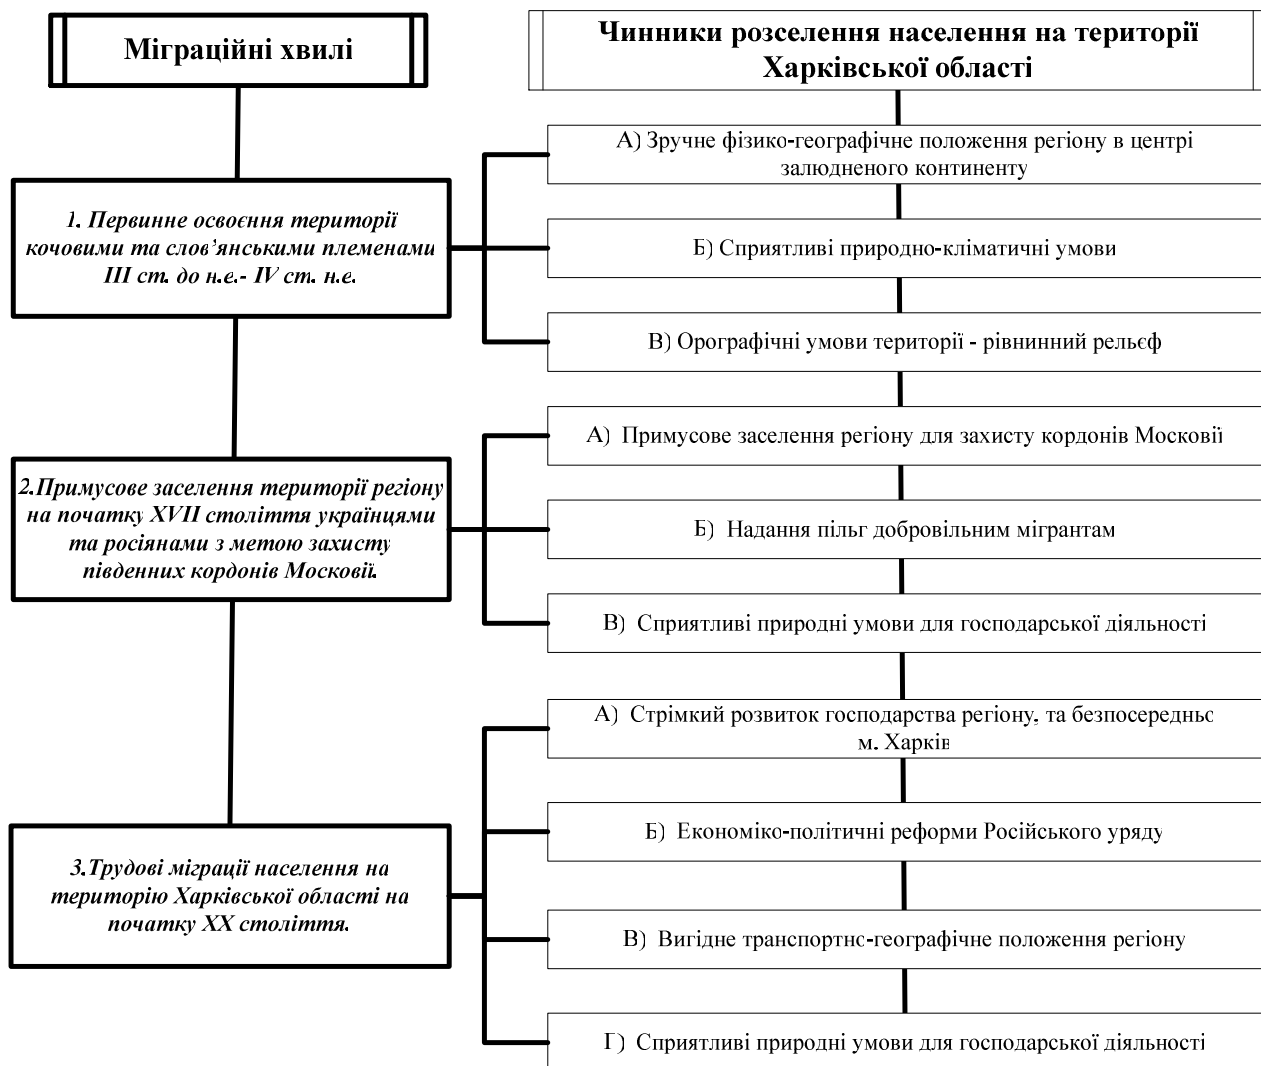 Міграційні хвилі
Чинники розселення населення на території
Харківської області
1. Первинне освоєння території
кочовими та слов’янськими племенами
III ст. до н.е.- IV ст. н.е.
А) Зручне фізико-географічне положення регіону в центрі
залюдненого континенту
Б) Сприятливі природно-кліматичні умови
В) Орографічні умови території - рівнинний рельєф
2.Примусове заселення території регіону
на початку XVII століття українцями
та росіянами з метою захисту
південних кордонів Московії.
А) Примусове заселення регіону для захисту кордонів Московії
Б) Надання пільг добровільним мігрантам
В) Сприятливі природні умови для господарської діяльності
3.Трудові міграції населення на
територію Харківської області на
початку XX століття.
А) Стрімкий розвиток господарства регіону, та безпосередньо
м. Харків
Б) Економіко-політичні реформи Російського уряду
В) Вигідне транспортно-географічне положення регіону
Г) Сприятливі природні умови для господарської діяльності